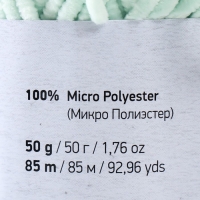 100% Micro Polyester
(Микро Полиэстер)
50 g / 50 г / 1,76 oz
85 m / 85 м / 92,96 yds